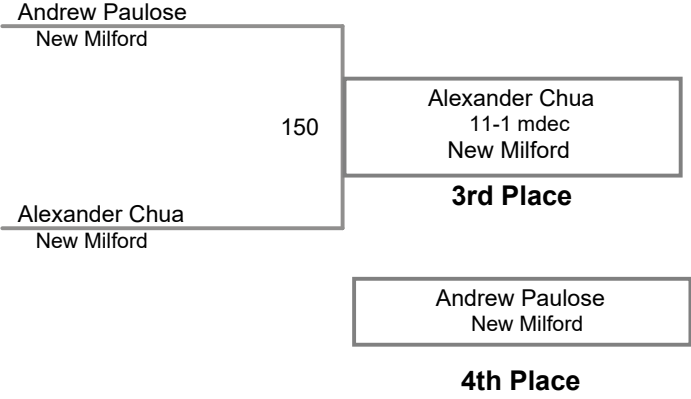 Andrew Paulose
New Milford
Alexander Chua
11-1 mdec
150
New Milford
3rd Place
Alexander Chua
New Milford
Andrew Paulose
New Milford
4th Place